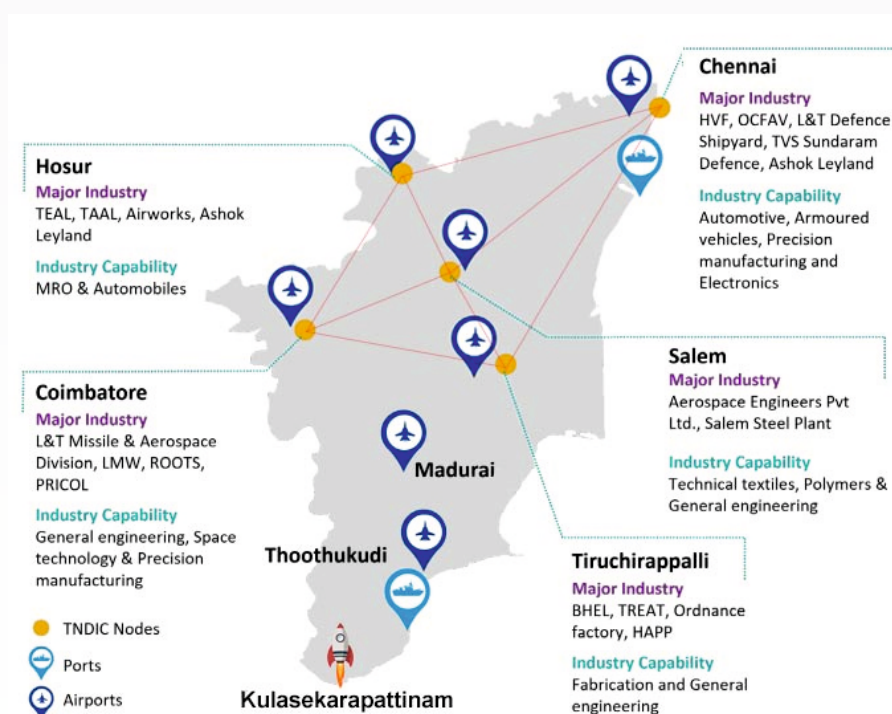 Chennai
Major Industry
HVF, OCFAV, L&T Defence
Shipyard, TVS Sundaram
Defence, Ashok Leyland
Industry Capability
Automotive, Armoured
vehicles, Precision
manufacturing and
Electronics
Hosur
Major Industry
TEAL, TAAL, Airworks, Ashok
Leyland
Industry Capability
MRO & Automobiles
Salem
Major Industry
Aerospace Engineers Pvt
Ltd., Salem Steel Plant
Industry Capability
Technical textiles, Polymers &
General engineering
Coimbatore
Major Industry
L&T Missile & Aerospace
Division, LMW, ROOTS,
PRICOL
Industry Capability
General engineering, Space
technology & Precision
manufacturing
Madurai
Thoothukudi
Tiruchirappalli
Major Industry
BHEL, TREAT, Ordnance
factory, HAPP
Industry Capability
Fabrication and General
engineering
TNDIC Nodes
Ports
Airports
Kulasekarapattinam